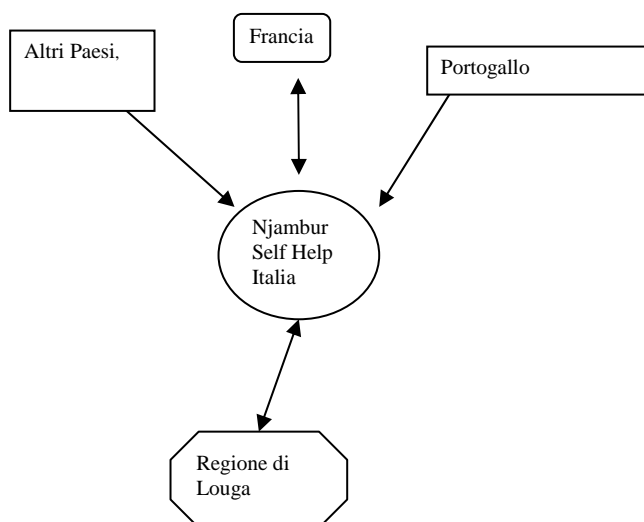 Altri Paesi,
Francia
Portogallo
Njambur
Self Help
Italia
Regione di
Louga